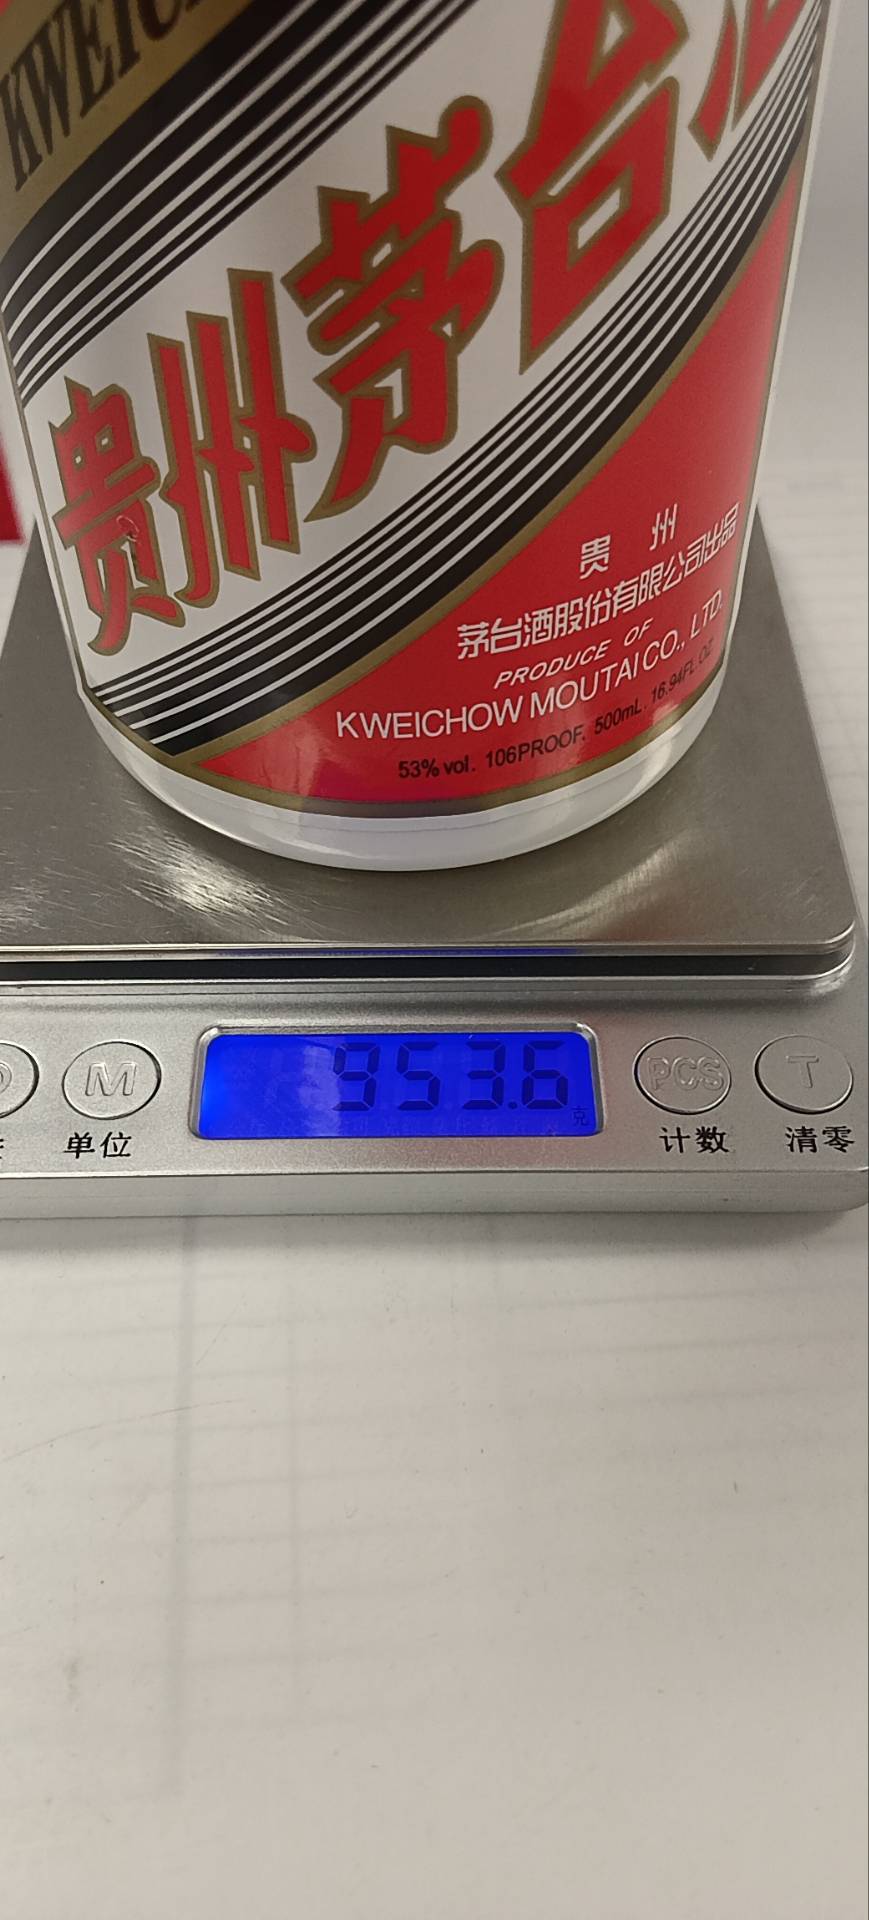 KWEICH
贵州茅台酒
贵 州
茅台酒股份有限公司出品
PRODUCE OF
KWEICHOW MOUTAI CO., LTD.
53% vol. 106PROOF. 500mL. 16.94FL.OZ
953.6
克
M
PCS
T
单位
计数
清零